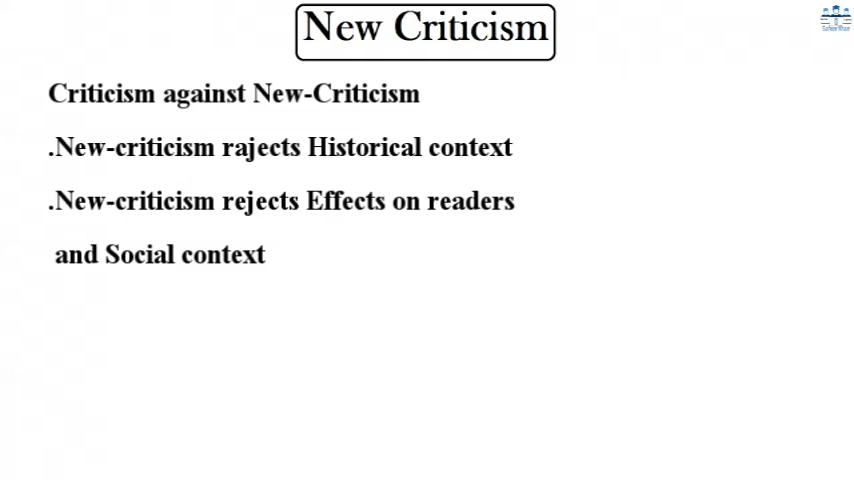 New Criticism
Criticism against New-Criticism
.New-criticism rajects Historical context
.New-criticism rejects Effects on readers
and Social context